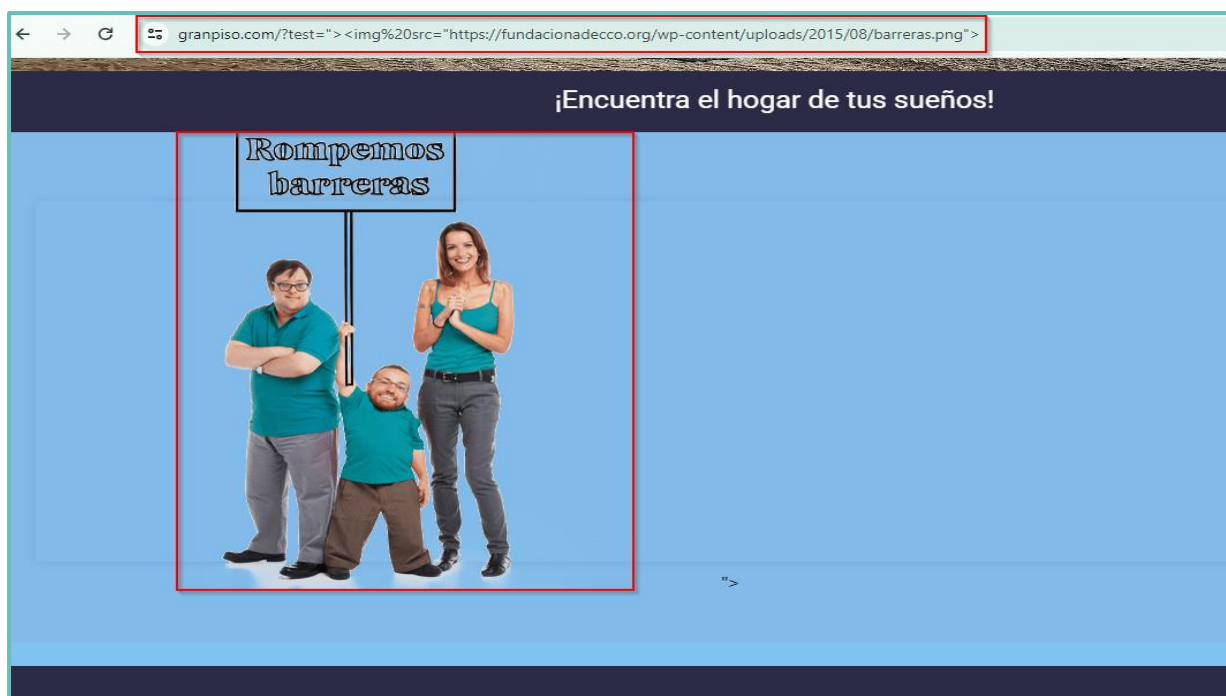 granpiso.com/?test="><img%20src="https://fundacionadecco.org/wp-content/uploads/2015/08/barreras.png">
¡Encuentra el hogar de tus sueños!
Rompemos
barreras
">